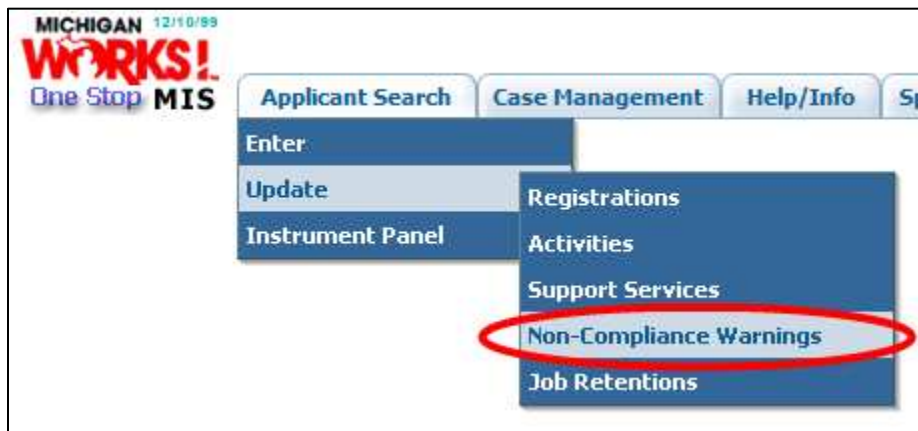 MICHIGAN 12/10/99
WORKS!
One Stop MIS
Applicant Search Case Management Help/Info
Enter
Update
Instrument Panel
Registrations
Activities
Support Services
Non-Compliance Warnings
Job Retentions